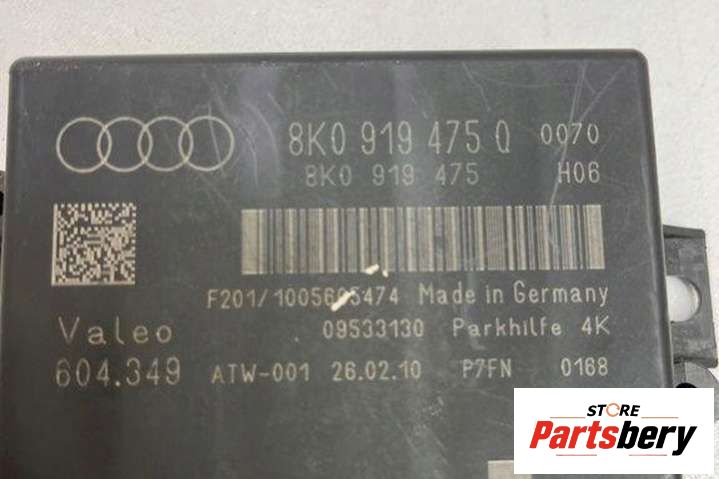 8K0 919 475 Q 0070
8K0 919 475 H06
F201/1005605474 Made in Germany
Valeo 09533130 Parkhilfe 4K
604.349 ATW-001 26.02.10 P7FN 0168
STORE
Partsbery